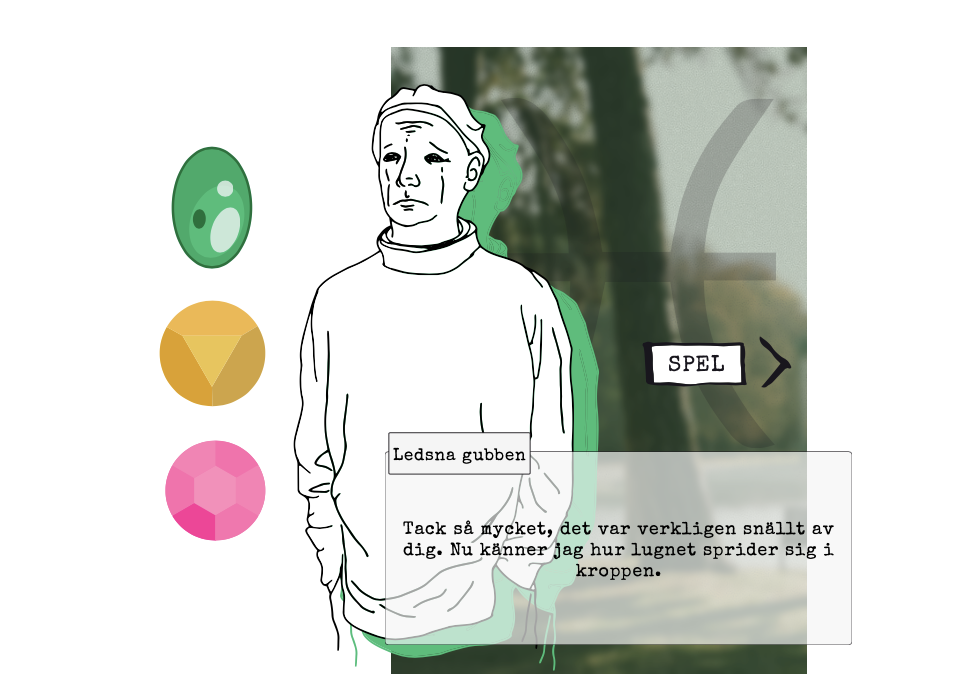 SPEL
Ledsna gubben
Tack så mycket, det var verkligen snällt av
dig. Nu känner jag hur lugnet sprider sig i
kroppen.